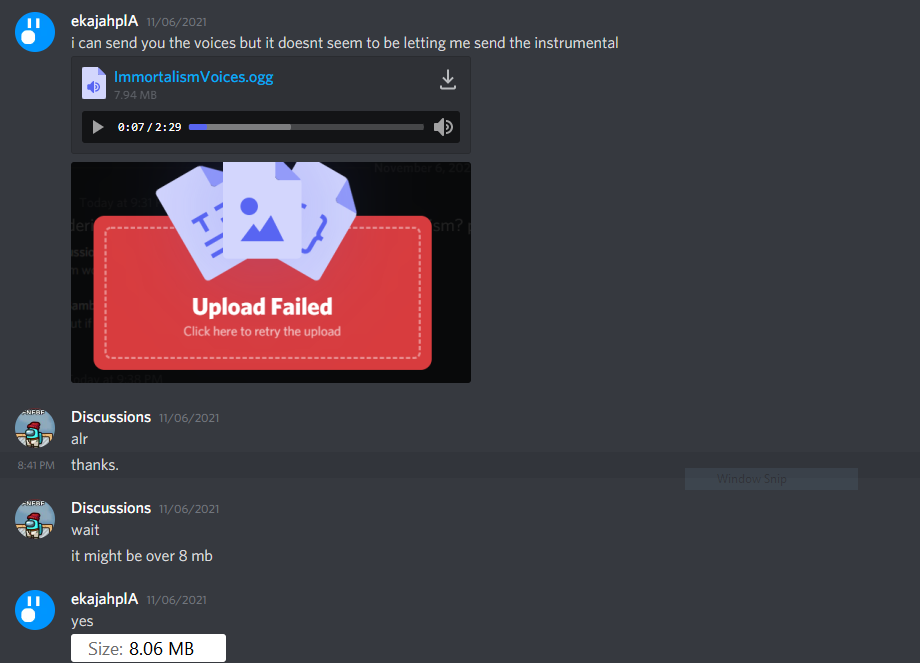 ekajahplA 11/06/2021
i can send you the voices but it doesnt seem to be letting me send the instrumental
ImmortalismVoices.ogg
7.94 MB
0:07 / 2:29
November 6, 202
Today at 9:31
sm?
Upload Failed
Click here to retry the upload
Discussions 11/06/2021
alr
8:41 PM thanks.
Window Snip
Discussions 11/06/2021
wait
it might be over 8 mb
ekajahplA 11/06/2021
yes
Size: 8.06 MB